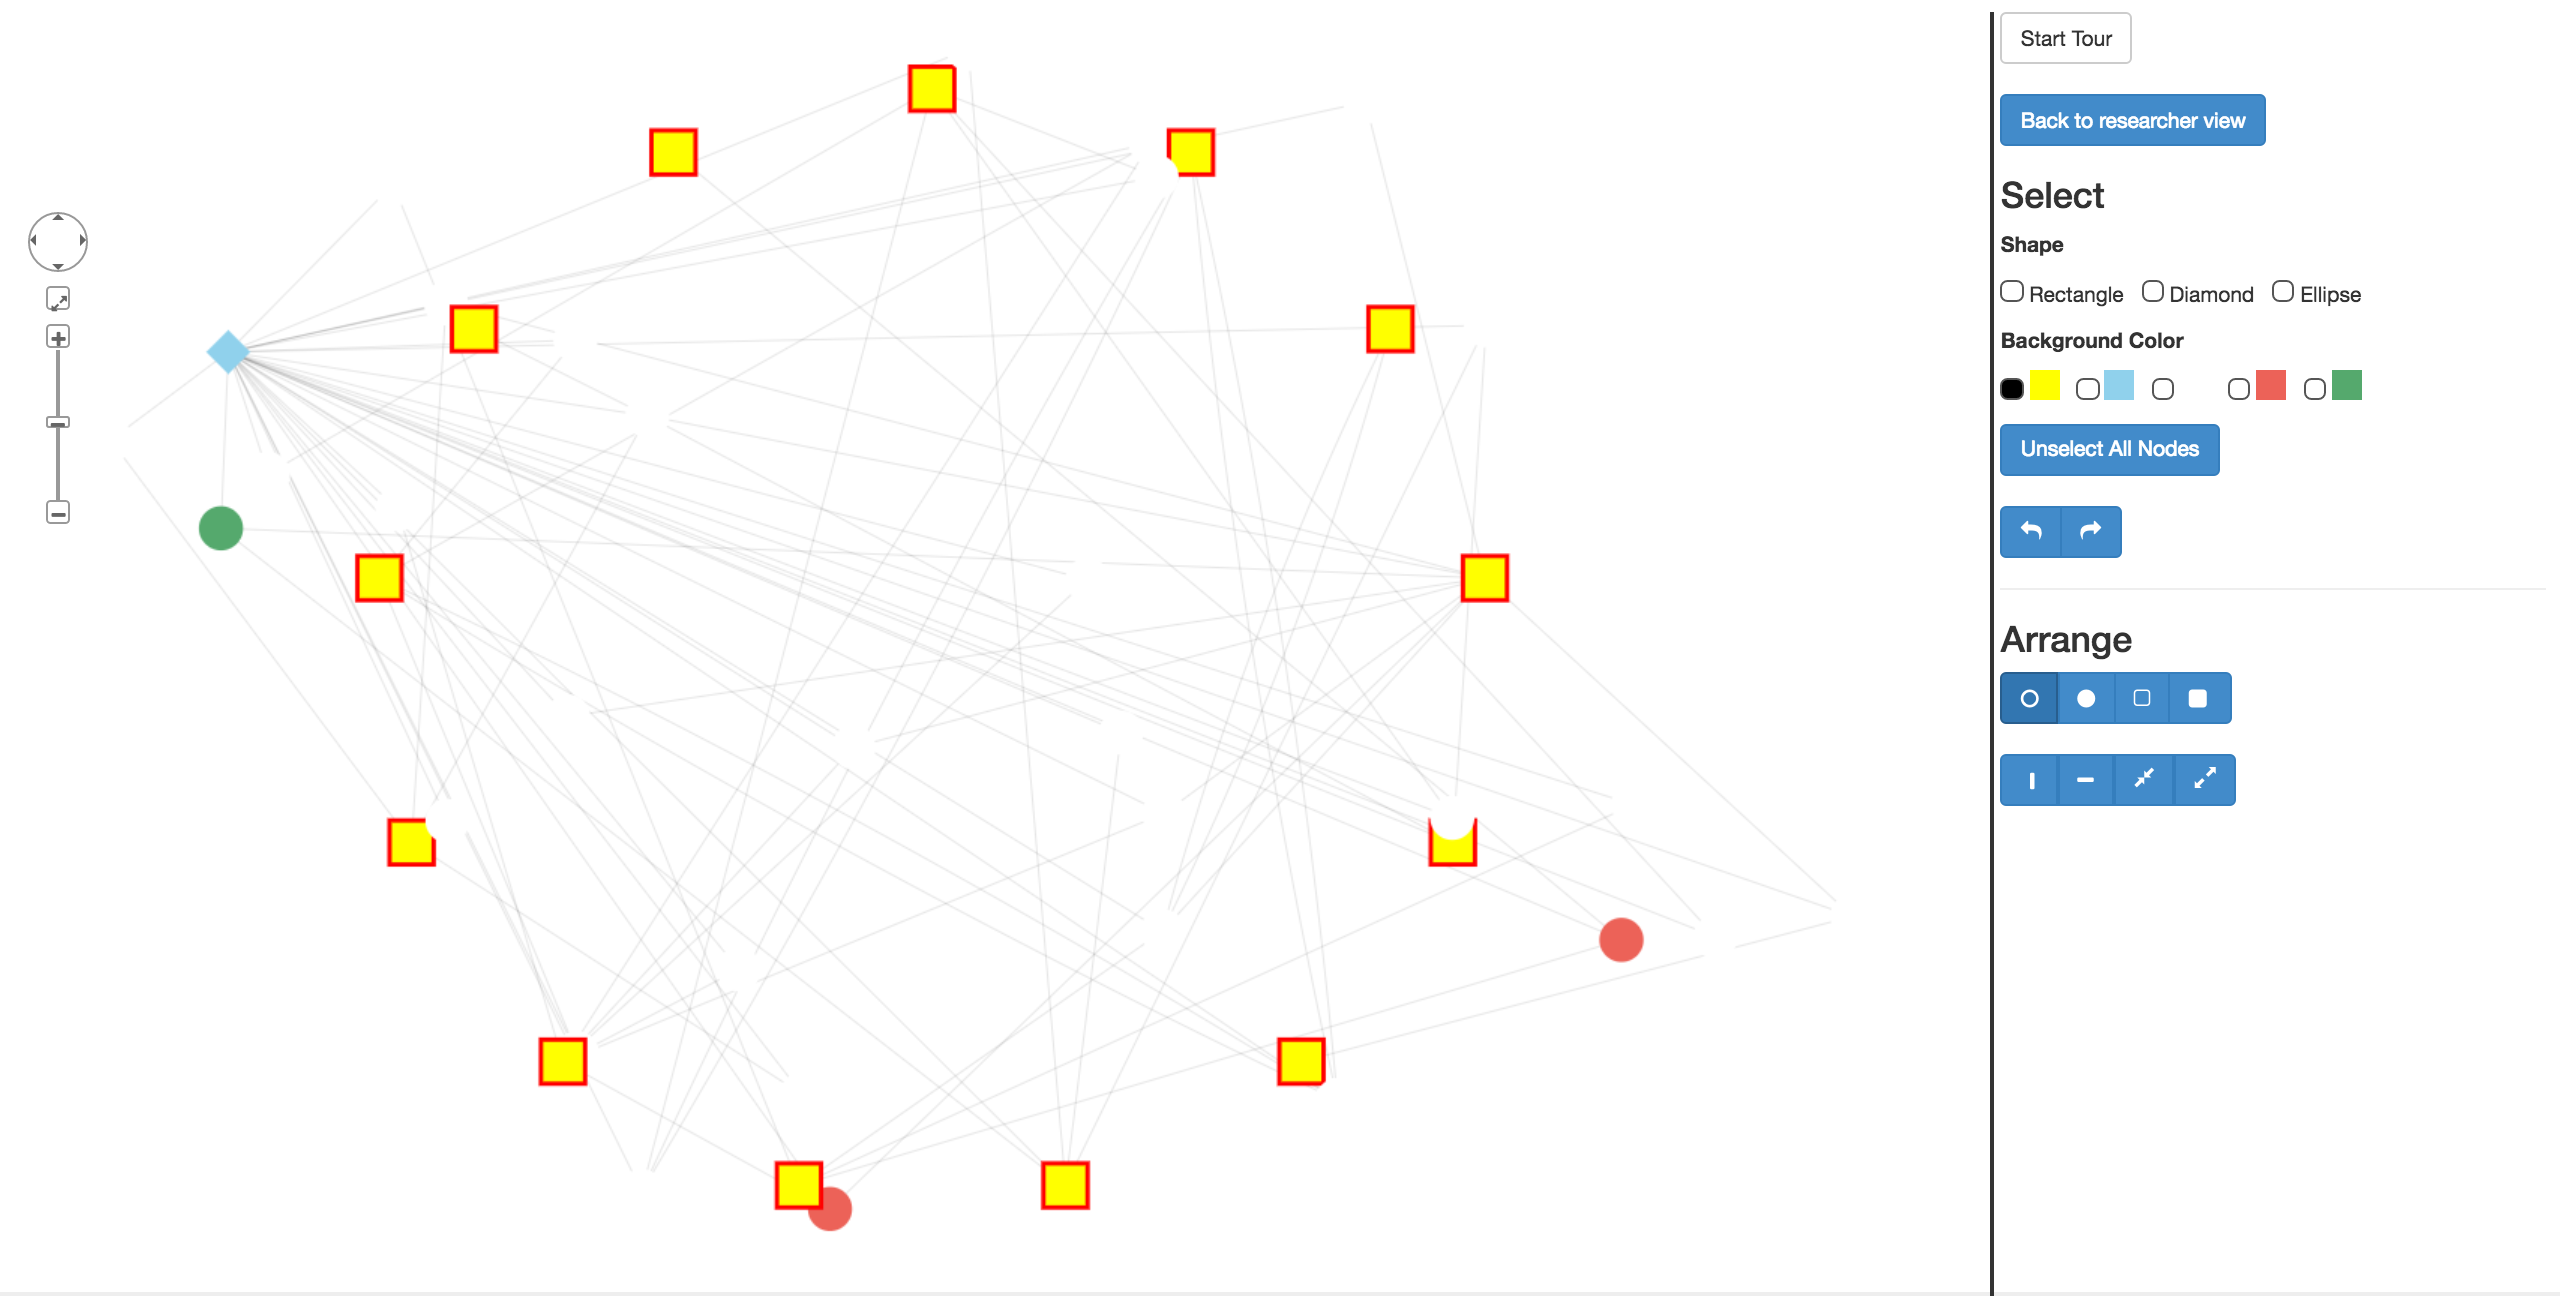 Start Tour
Back to researcher view
Select
Shape
Rectangle Diamond Ellipse
Background Color
Unselect All Nodes
Arrange